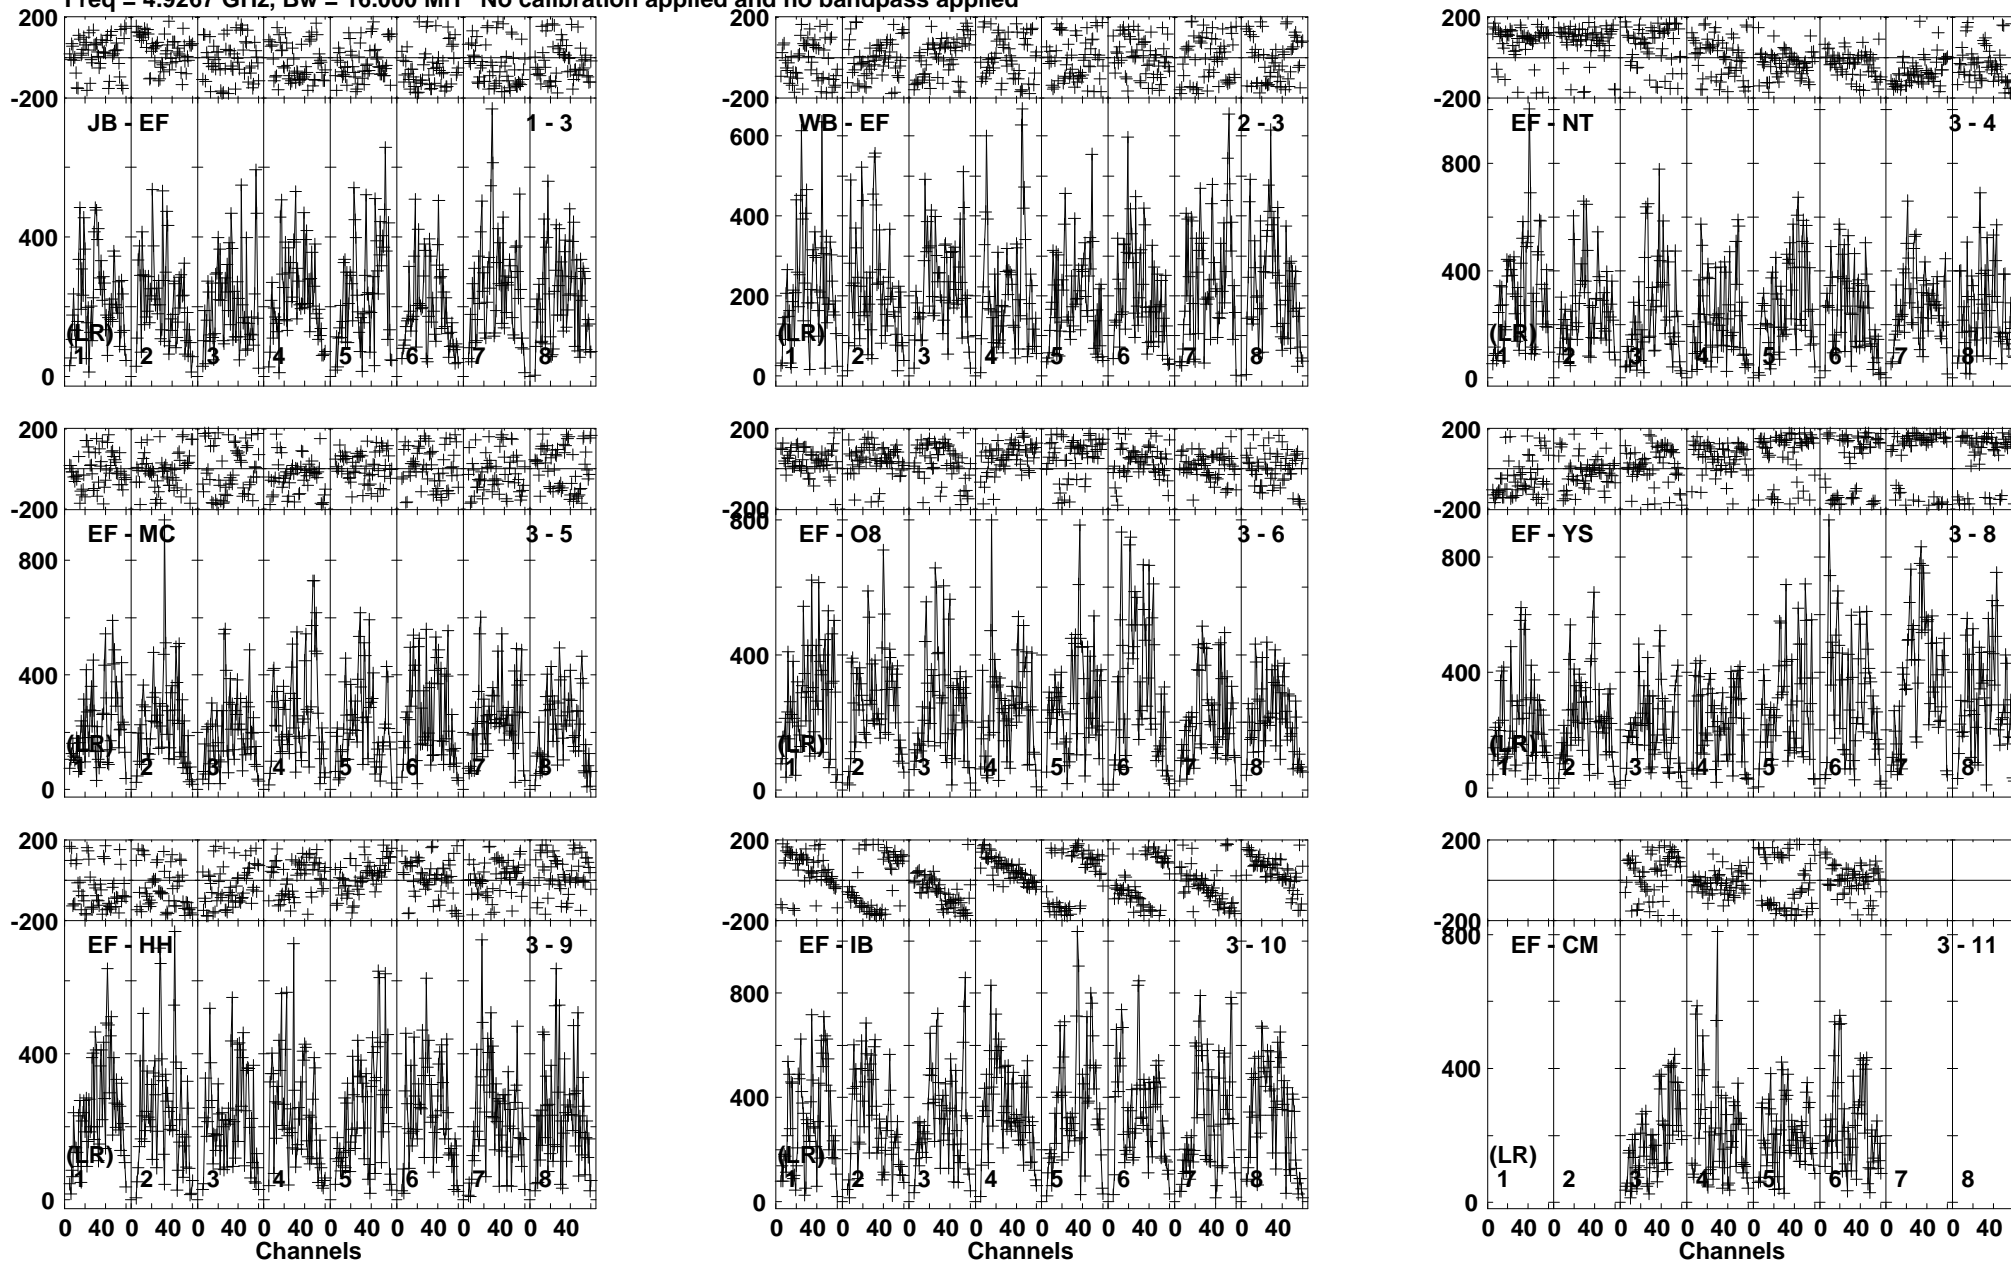 Freq = 4.9267 GHz, Bw = 16.000 MH No calibration applied and no bandpass applied
200 200 200
-200 -200 -200
JB - EF 1 - 3 WB - EF 2 - 3 EF - NT 3 - 4
600 800
400 400 400
200
(LR) (LR) (LR)
1 2 3 4 5 6 7 8 1 2 3 4 5 6 7 8 1 2 3 4 5 6 7 8
0 0 0
200 200 200
-200 -200 -200
800
EF - MC 3 - 5 EF - O8 3 - 6 EF - YS 3 - 8
800 800
400 400 400
(LR) (LR) (LR)
1 2 3 4 5 6 7 8 1 2 3 4 5 6 7 8 1 2 3 4 5 6 7 8
0 0 0
200 200 200
-200 -200 -200
800
EF - HH 3 - 9 EF - IB 3 - 10 EF - CM 3 - 11
800
400 400 400
(LR) (LR) (LR)
1 2 3 4 5 6 7 8 1 2 3 4 5 6 7 8 1 2 3 4 5 6 7 8
0 0 0
0 40 0 40 0 40 0 40 0 40 0 40 0 40 0 40 0 40 0 40 0 40 0 40 0 40 0 40 0 40 0 40 0 40 0 40 0 40 0 40 0 40 0 40 0 40 0 40
Channels Channels Channels